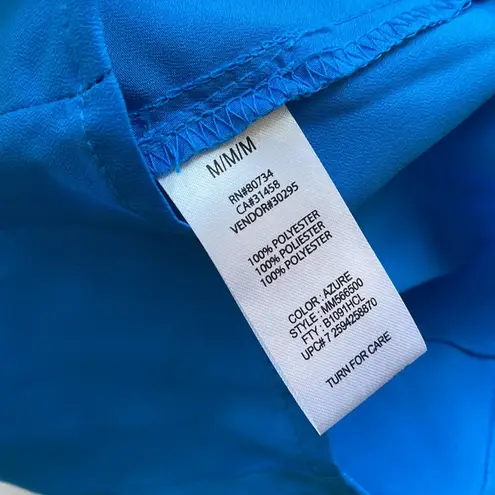 M/M/M
RN#80734
CA#31458
VENDOR#30295
100% POLYESTER
100% POLIESTER
100% POLYESTER
COLOR : AZURE
STYLE : MM566500
FTY : B1091HCL
UPC# 7 2594258870
TURN FOR CARE